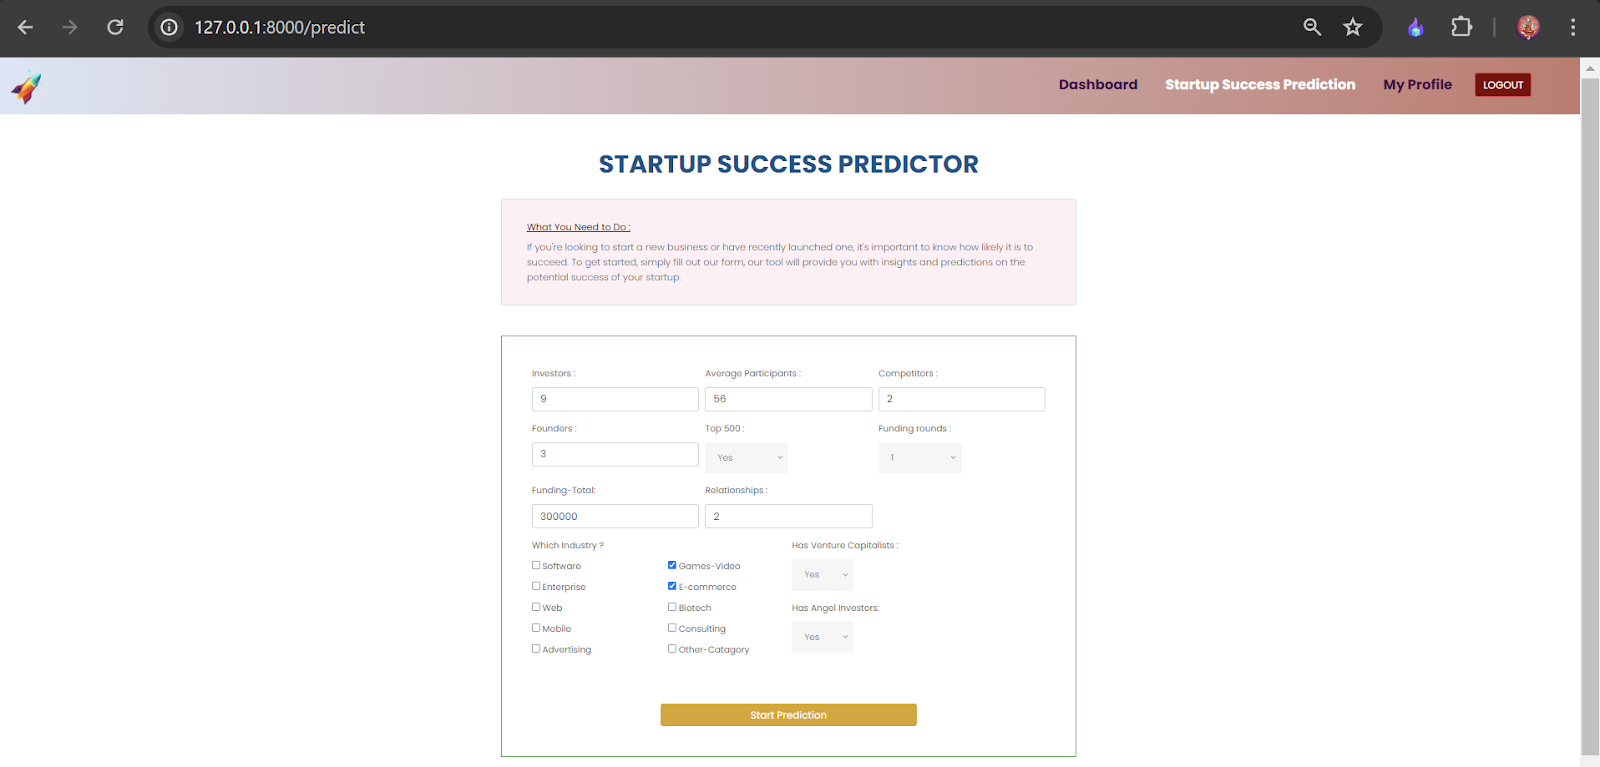 127.0.0.1:8000/predict
Dashboard Startup Success Prediction My Profile LOGOUT
STARTUP SUCCESS PREDICTOR
What You Need to Do :
If you're looking to start a new business or have recently launched one, it's important to know how likely it is to
succeed. To get started, simply fill out our form, our tool will provide you with insights and predictions on the
potential success of your startup.
Investors : Average Participants : Competitors :
9 56 2
Founders : Top 500 : Funding rounds :
3 Yes 1
Funding-Total: Relationships :
300000 2
Which Industry ? Has Venture Capitalists :
Software Games-Video Yes
Enterprise E-commerce
Web Biotech Has Angel Investors:
Mobile Consulting Yes
Advertising Other-Catagory
Start Prediction